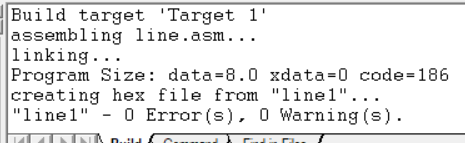 Build target 'Target 1'
assembling line.asm...
linking...
Program Size: data=8.0 xdata=0 code=186
creating hex file from "line1"...
"line1" - 0 Error(s), 0 Warning(s).
Build Command Find in Files